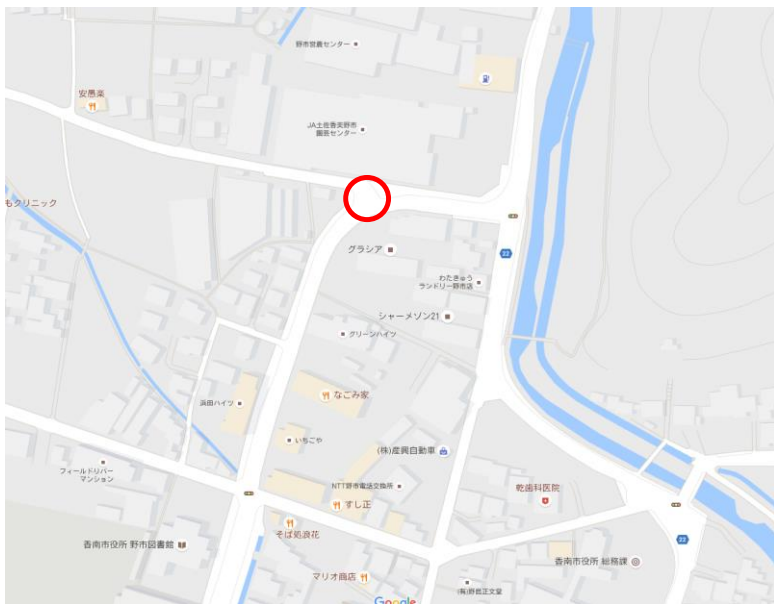 野市営農センター
安愚楽
JA土佐香美野市
園芸センター
もクリニック
グラシア
22
わたきゅう
ランドリー野市店
シャーメゾン21
グリーンハイツ
なごみ家
浜田ハイツ
いちごや
(株)産興自動車
フィールドリバー
マンション
NTT野市電話交換所
乾歯科医院
すし正
そば処浪花
香南市役所 野市図書館
22
香南市役所 総務課
マリオ商店
(有)野島正文堂
Google